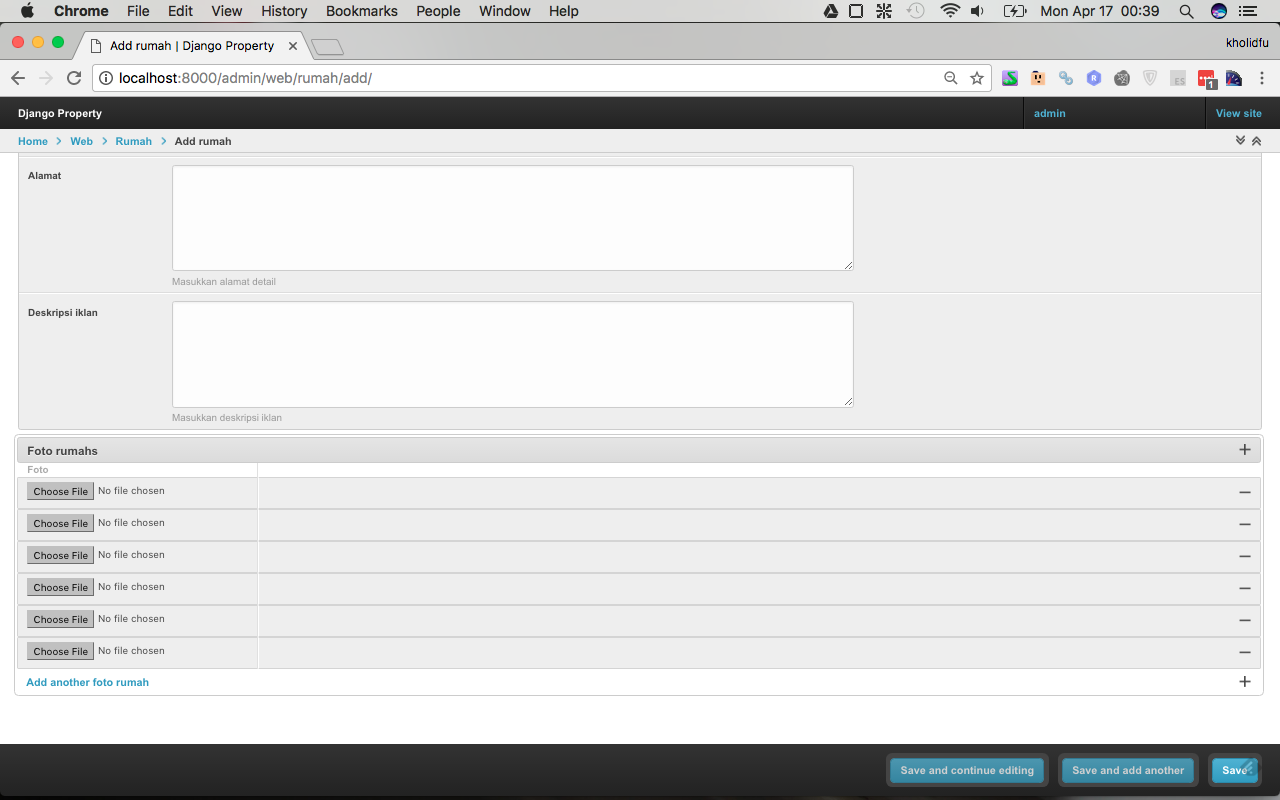 Chrome File Edit View History Bookmarks People Window Help Mon Apr 17 00:39
Add rumah | Django Property kholidfu
localhost:8000/admin/web/rumah/add/
ES
1
Django Property admin View site
Home Web Rumah Add rumah
Alamat
Masukkan alamat detail
Deskripsi iklan
Masukkan deskripsi iklan
Foto rumahs
Foto
Choose File No file chosen
Choose File No file chosen
Choose File No file chosen
Choose File No file chosen
Choose File No file chosen
Choose File No file chosen
Add another foto rumah
Save and continue editing Save and add another Save